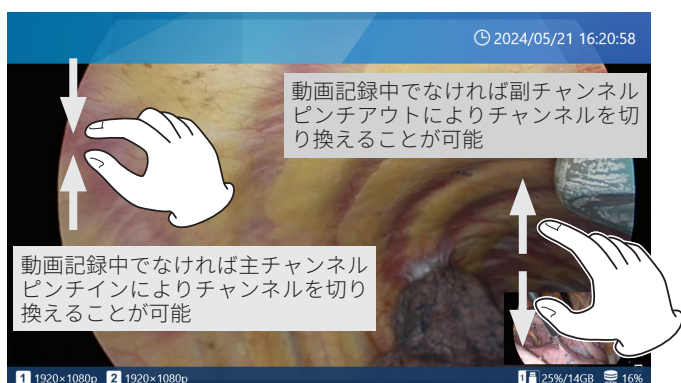 2024/05/21 16:20:58
動画記録中でなければ副チャンネル
ピンチアウトによりチャンネルを切
り換えることが可能
動画記録中でなければ主チャンネル
ピンチインによりチャンネルを切り
換えることが可能
1 1920×1080p 2 1920×1080p
1 25%/14GB 16%